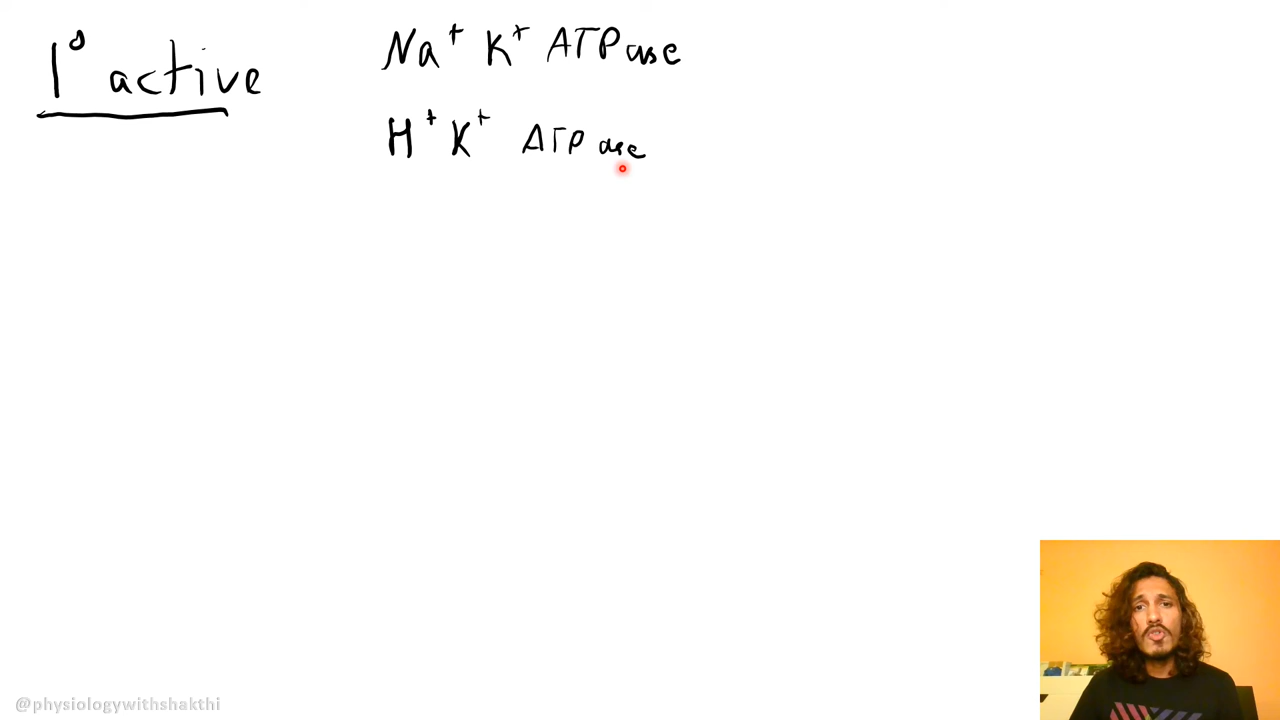 1° active
Na⁺ K⁺ ATPase
H⁺ K⁺ ATPase
@physiologywithshakthi